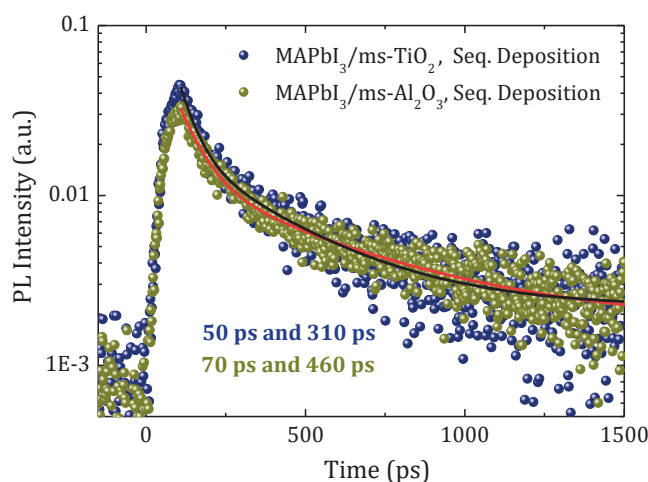 0.1
MAPbI₃/ms-TiO₂, Seq. Deposition
MAPbI₃/ms-Al₂O₃, Seq. Deposition
PL Intensity (a.u.)
0.01
50 ps and 310 ps
70 ps and 460 ps
1E-3
0 500 1000 1500
Time (ps)